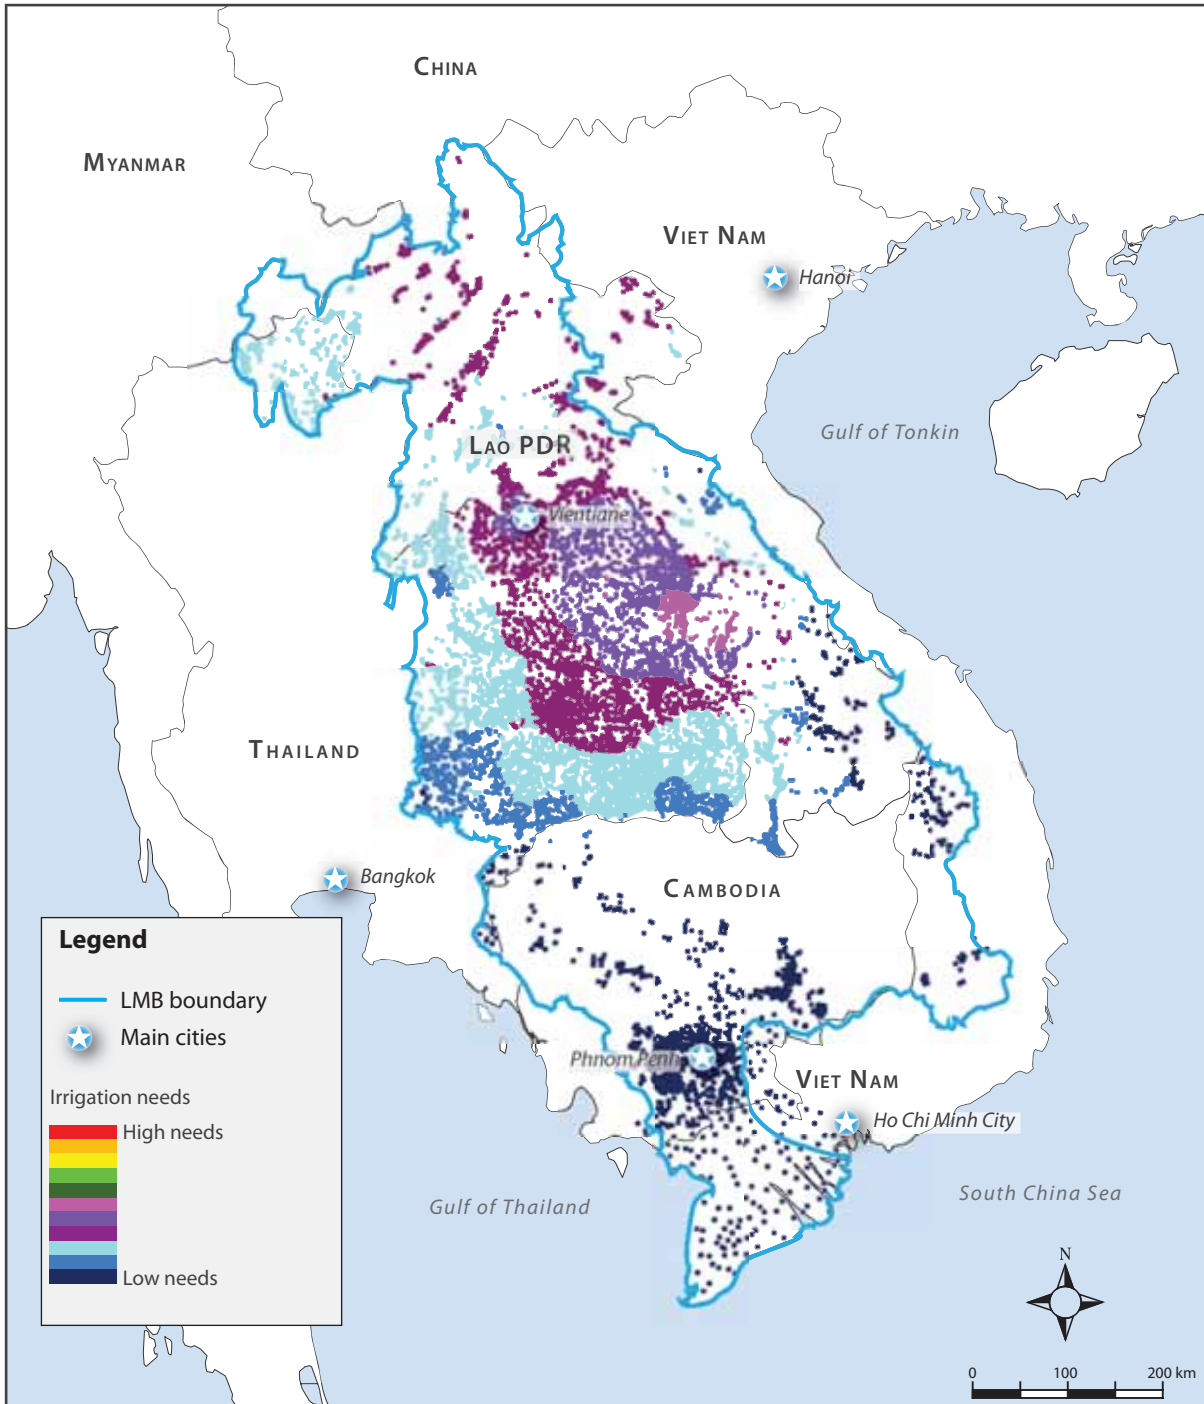 CHINA
MYANMAR
VIET NAM
Hanoi
Gulf of Tonkin
LAO PDR
Vientiane
THAILAND
Bangkok
CAMBODIA
Phnom Penh
VIET NAM
Ho Chi Minh City
Gulf of Thailand
South China Sea
Legend
LMB boundary
Main cities
Irrigation needs
High needs
Low needs
N
0 100 200 km